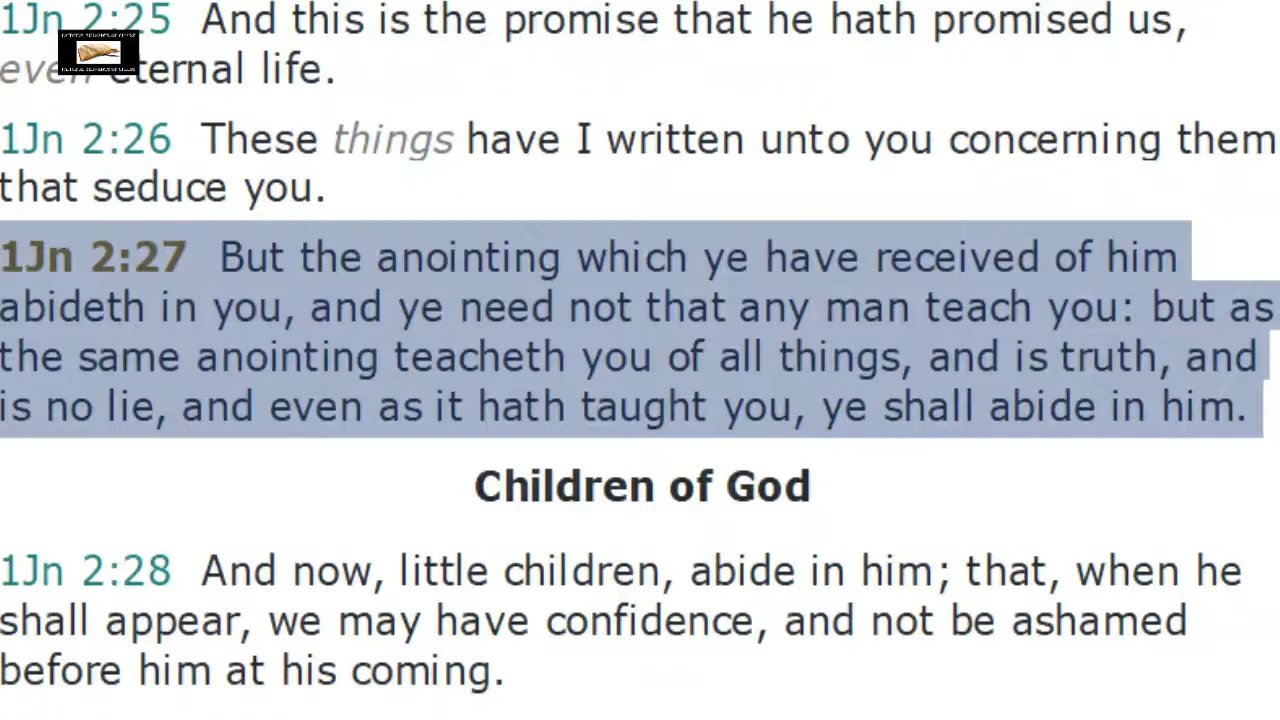 1Jn 2:25 And this is the promise that he hath promised us,
even eternal life.
1Jn 2:26 These things have I written unto you concerning them
that seduce you.
1Jn 2:27 But the anointing which ye have received of him
abideth in you, and ye need not that any man teach you: but as
the same anointing teacheth you of all things, and is truth, and
is no lie, and even as it hath taught you, ye shall abide in him.
Children of God
1Jn 2:28 And now, little children, abide in him; that, when he
shall appear, we may have confidence, and not be ashamed
before him at his coming.